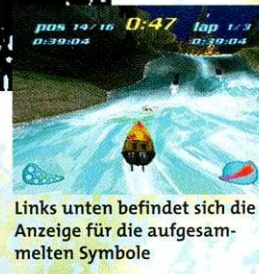 pos 14/16 0:47 lap 1/3
0:39:04 0:39:04
Links unten befindet sich die
Anzeige für die aufgesam-
melten Symbole